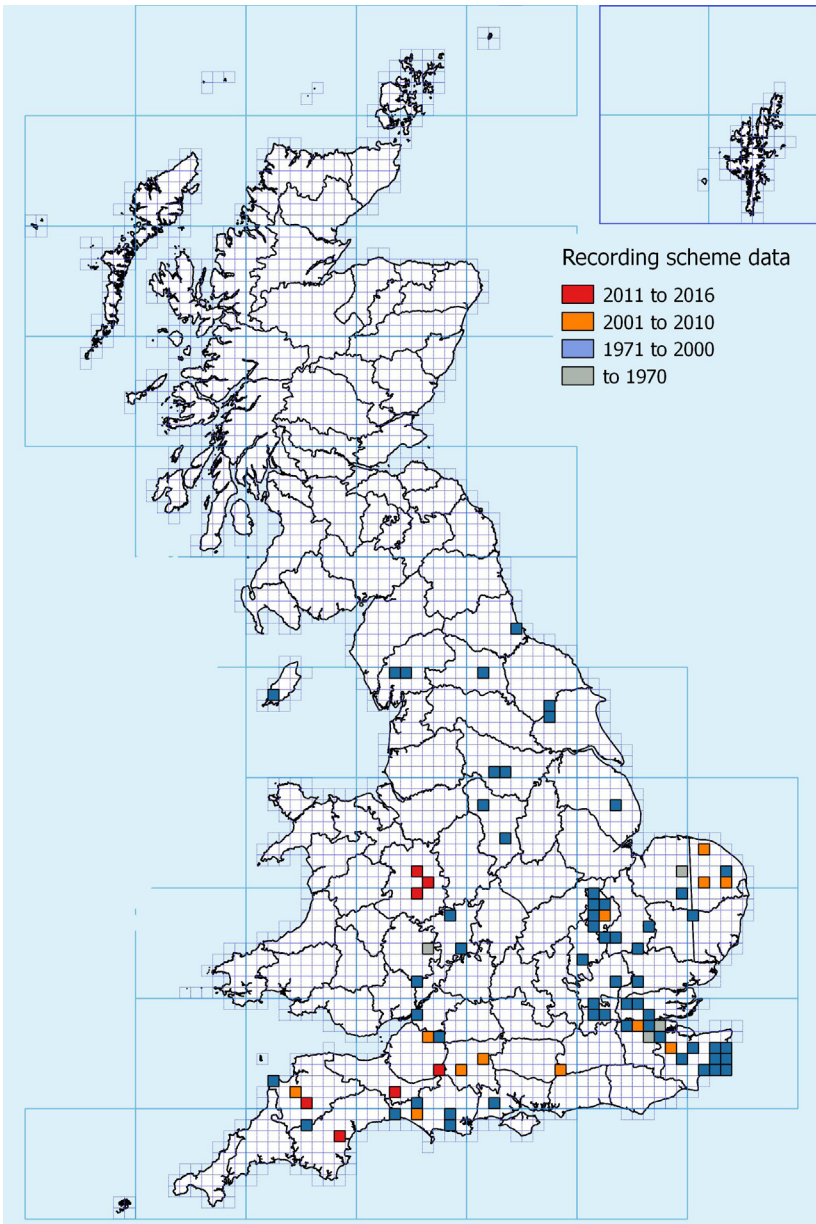 Recording scheme data
2011 to 2016
2001 to 2010
1971 to 2000
to 1970